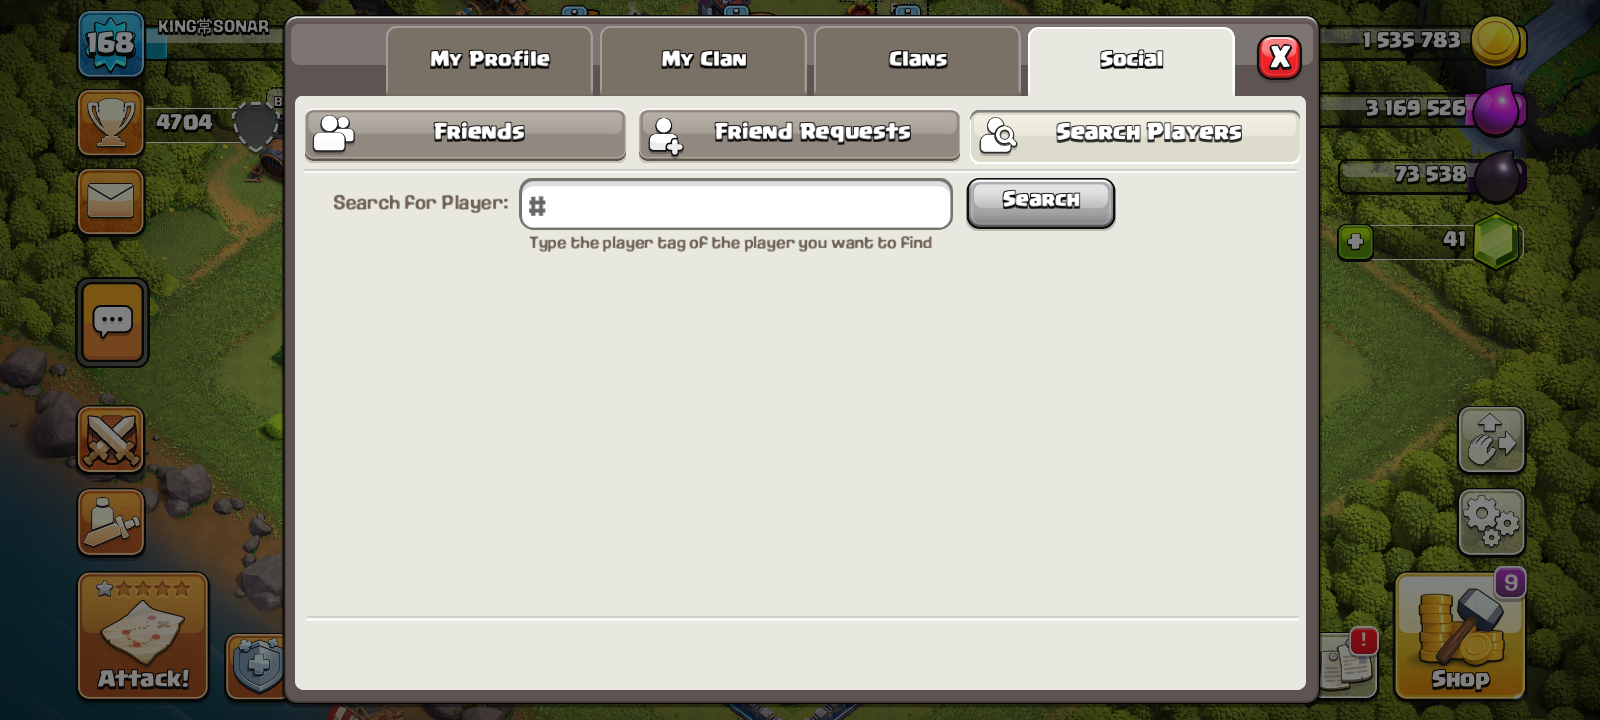 168
KING常SONAR
My Profile
My Clan
Clans
Social
X
1 535 783
4704
B
Friends
Friend Requests
Search Players
3 169 526
Search for Player:
#
Search
Type the player tag of the player you want to find
73 538
41
9
!
Attack!
Shop